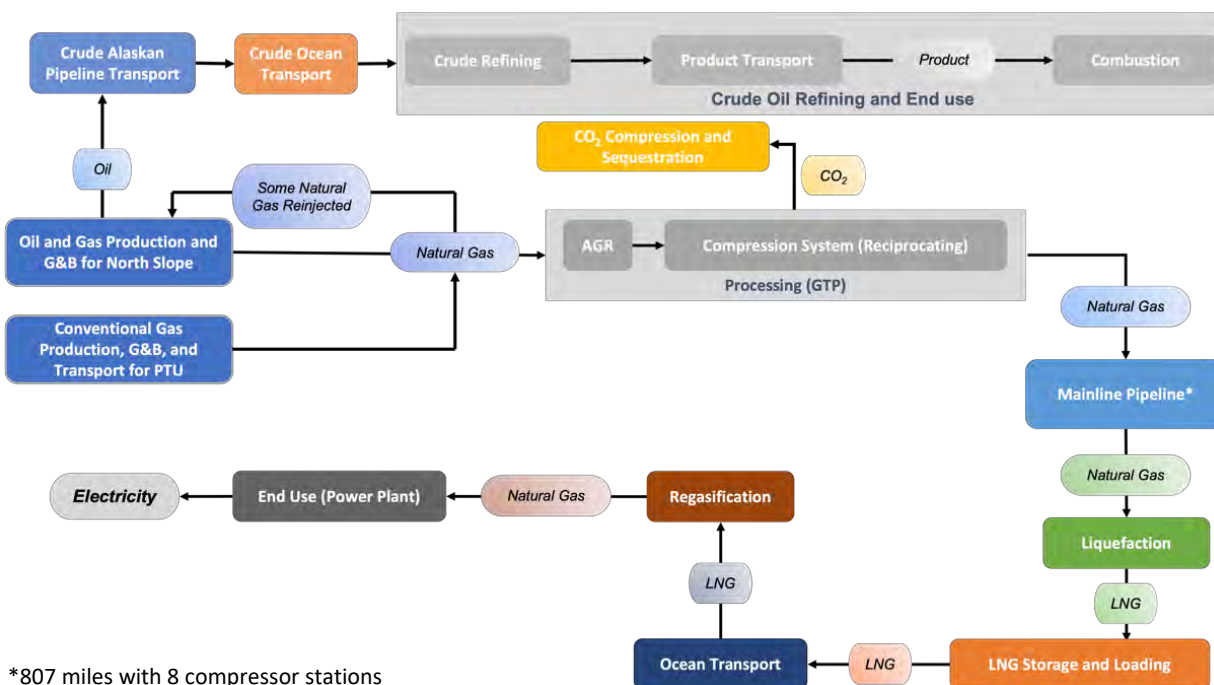 Crude Alaskan
Pipeline Transport
Crude Ocean
Transport
Crude Refining
Product Transport
Product
Combustion
Crude Oil Refining and End use
CO₂ Compression and
Sequestration
CO₂
Oil
Some Natural
Gas Reinjected
Oil and Gas Production and
G&B for North Slope
Natural Gas
AGR
Compression System (Reciprocating)
Processing (GTP)
Natural Gas
Conventional Gas
Production, G&B, and
Transport for PTU
Mainline Pipeline*
Natural Gas
Electricity
End Use (Power Plant)
Natural Gas
Regasification
Liquefaction
LNG
LNG
Ocean Transport
LNG
LNG Storage and Loading
*807 miles with 8 compressor stations